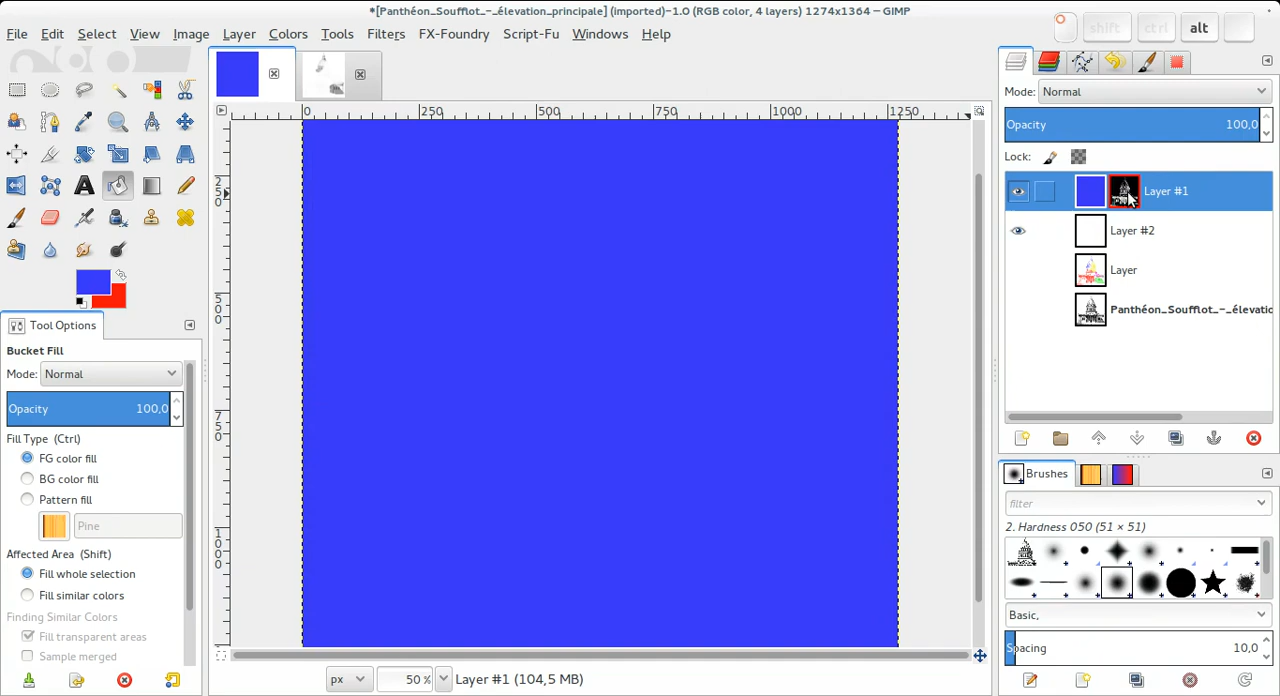 *[Panthéon_Soufflot_-_élevation_principale] (imported)-1.0 (RGB color, 4 layers) 1274x1364 – GIMP
File Edit Select View Image Layer Colors Tools Filters FX-Foundry Script-Fu Windows Help
shift ctrl alt
Mode: Normal
Opacity 100,0
Lock:
Layer #1
Layer #2
Layer
Panthéon_Soufflot_-_élevatio
0 250 500 750 1000 1250
250
500
750
1000
Tool Options
Bucket Fill
Mode: Normal
Opacity 100,0
Fill Type (Ctrl)
FG color fill
BG color fill
Pattern fill
Pine
Affected Area (Shift)
Fill whole selection
Fill similar colors
Finding Similar Colors
Fill transparent areas
Sample merged
Brushes
filter
2. Hardness 050 (51 × 51)
Basic,
Spacing 10,0
px 50 % Layer #1 (104,5 MB)